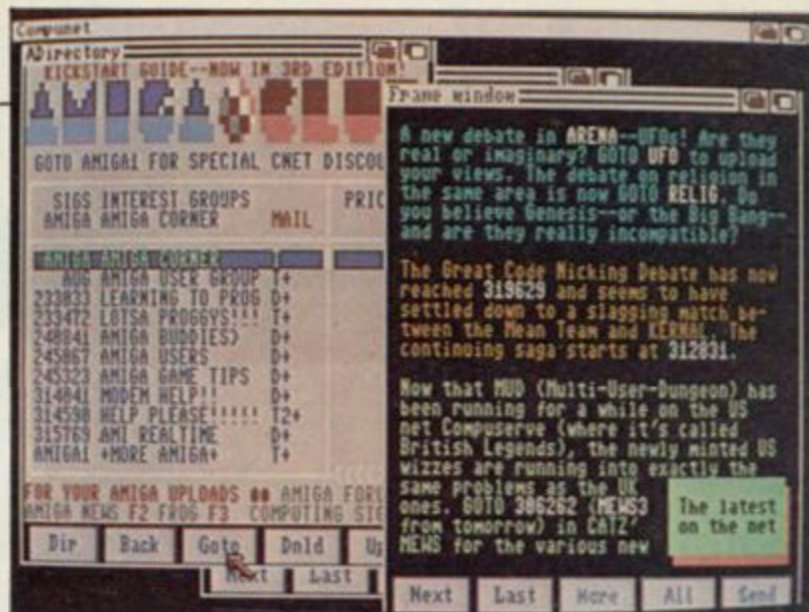 Compunet
ADirectory
KICKSTART GUIDE--NOW IN 3RD EDITION!
GOTO AMIGA1 FOR SPECIAL CNET DISCOU
SIGS INTEREST GROUPS PRIC
AMIGA AMIGA CORNER MAIL
AMIGA AMIGA CORNER
AUG AMIGA USER GROUP T+
233833 LEARNING TO PROG D+
233472 LOTSA PROGGYS!!! T+
248841 AMIGA BUDDIES> D+
245867 AMIGA USERS D+
245323 AMIGA GAME TIPS D+
314041 MODEM HELP!! D+
314598 HELP PLEASE!!!!! T2+
315769 AMI REALTIME D+
AMIGA1 +MORE AMIGA+ T+
FOR YOUR AMIGA UPLOADS ** AMIGA FORU
AMIGA NEWS F2 FROG F3 COMPUTING SIG
Dir Back Goto Dnld Up
Next Last
Frame window
A new debate in ARENA--UFOs! Are they
real or imaginary? GOTO UFO to upload
your views. The debate on religion in
the same area is now GOTO RELIG. Do
you believe Genesis--or the Big Bang--
and are they really incompatible?
The Great Code Nicking Debate has now
reached 319629 and seems to have
settled down to a slagging match be-
tween the Mean Team and KERNAL. The
continuing saga starts at 312831.
Now that MUD (Multi-User-Dungeon) has
been running for a while on the US
net Compuserve (where it's called
British Legends), the newly minted US
wizzes are running into exactly the
same problems as the UK
ones. GOTO 306262 (MEWS3
from tomorrow) in CATZ'
MEWS for the various new
The latest
on the net
Next Last More All Send